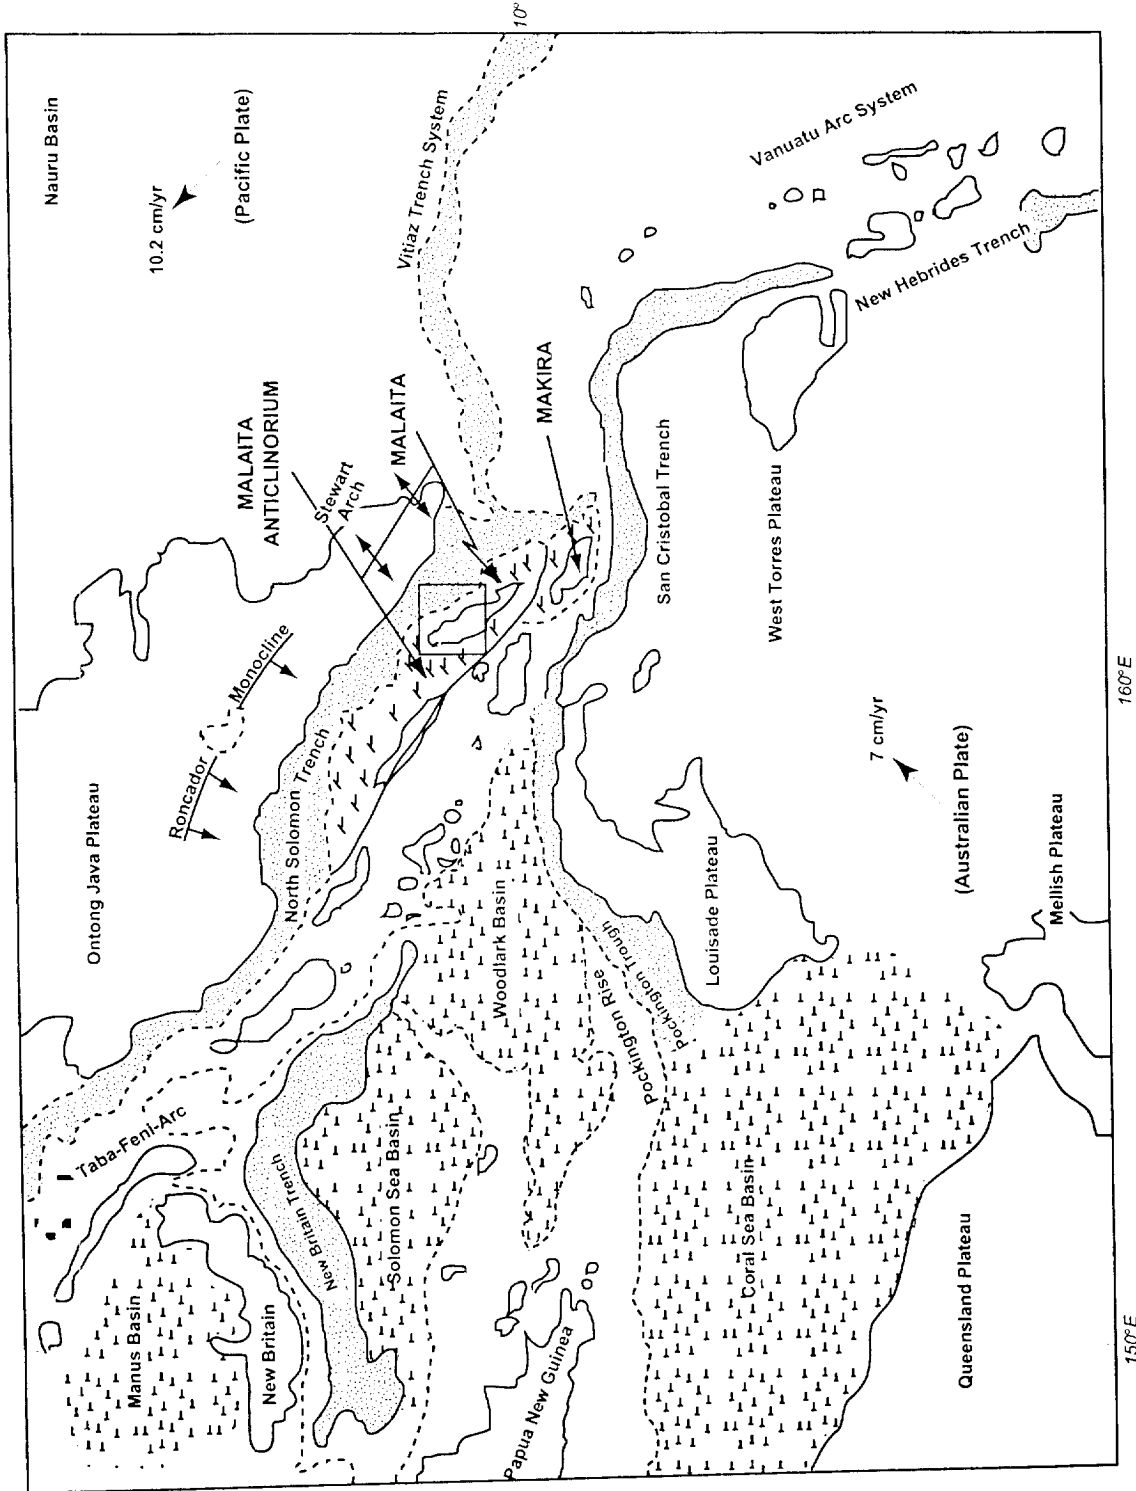 Nauru Basin
10.2 cm/yr
(Pacific Plate)
10°
Vitiaz Trench System
Vanuatu Arc System
New Hebrides Trench
MALAITA
ANTICLINORIUM
Stewart
Arch
MALAITA
MAKIRA
San Cristobal Trench
West Torres Plateau
Roncador
Monocline
North Solomon Trench
Ontong Java Plateau
160°E
7 cm/yr
(Australian Plate)
Mellish Plateau
Louisade Plateau
Woodlark Basin
Pockington Rise
Pockington Trough
Taba-Feni-Arc
New Britain Trench
Solomon Sea Basin
Coral Sea Basin
Manus Basin
New Britain
Papua New Guinea
Queensland Plateau
150°E